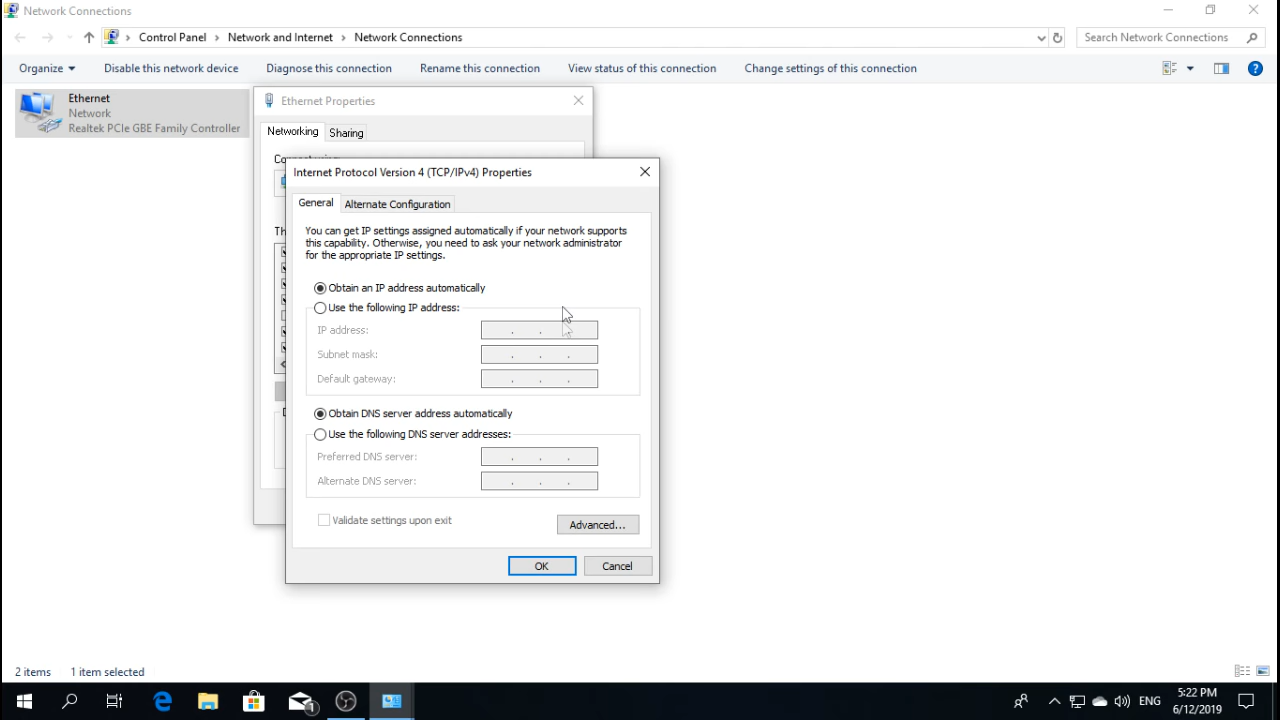 Network Connections
Control Panel > Network and Internet > Network Connections
Search Network Connections
Organize
Disable this network device
Diagnose this connection
Rename this connection
View status of this connection
Change settings of this connection
Ethernet
Network
Realtek PCIe GBE Family Controller
Ethernet Properties
Networking
Sharing
Internet Protocol Version 4 (TCP/IPv4) Properties
General
Alternate Configuration
You can get IP settings assigned automatically if your network supports
this capability. Otherwise, you need to ask your network administrator
for the appropriate IP settings.
Obtain an IP address automatically
Use the following IP address:
IP address: . . .
Subnet mask: . . .
Default gateway: . . .
Obtain DNS server address automatically
Use the following DNS server addresses:
Preferred DNS server: . . .
Alternate DNS server: . . .
Validate settings upon exit
Advanced...
OK
Cancel
2 items
1 item selected
1
ENG
5:22 PM
6/12/2019